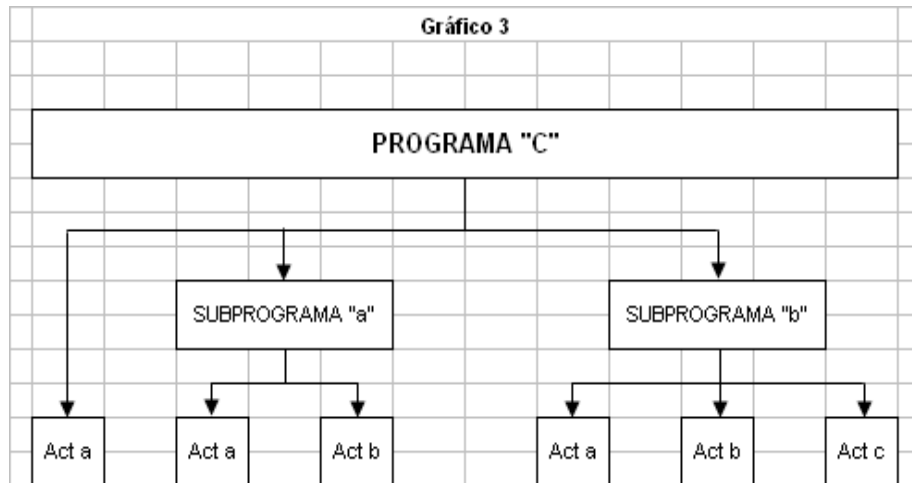 Gráfico 3
PROGRAMA "C"
SUBPROGRAMA "a"
SUBPROGRAMA "b"
Act a
Act a
Act b
Act a
Act b
Act c